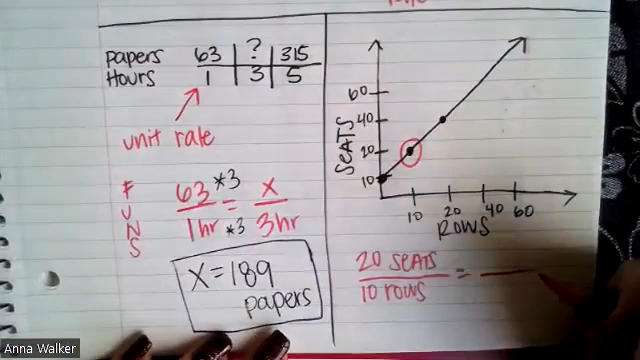 papers 63 ? 315
Hours 1 3 5
unit rate
F
U
N
S
63 *3 = X
1hr *3 3hr
X=189
papers
60
40
20
10
SEATS
10 20 40 60
ROWS
20 SEATS =
10 rows
Anna Walker